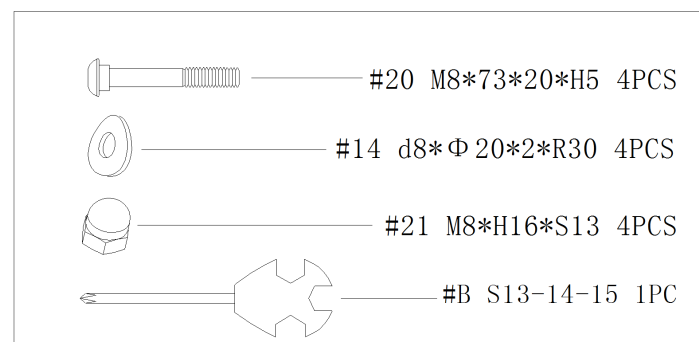 #20 M8*73*20*H5 4PCS
#14 d8*Φ20*2*R30 4PCS
#21 M8*H16*S13 4PCS
#B S13-14-15 1PC